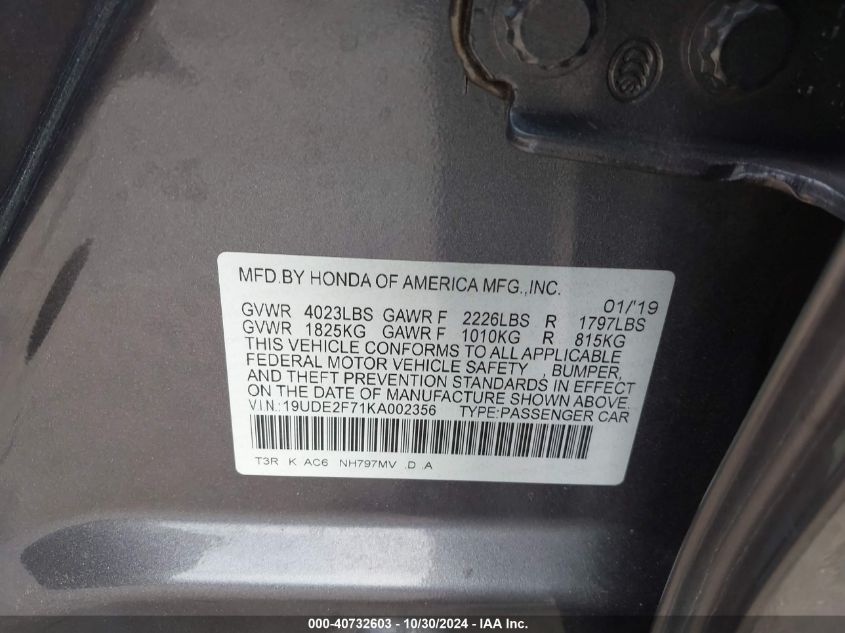 MFD.BY HONDA OF AMERICA MFG.,INC.
01/'19
GVWR 4023LBS GAWR F 2226LBS R 1797LBS
GVWR 1825KG GAWR F 1010KG R 815KG
THIS VEHICLE CONFORMS TO ALL APPLICABLE
FEDERAL MOTOR VEHICLE SAFETY , BUMPER,
AND THEFT PREVENTION STANDARDS IN EFFECT
ON THE DATE OF MANUFACTURE SHOWN ABOVE.
VIN:19UDE2F71KA002356 TYPE:PASSENGER CAR
T3R K AC6 NH797MV .D .A
000-40732603 - 10/30/2024 - IAA Inc.